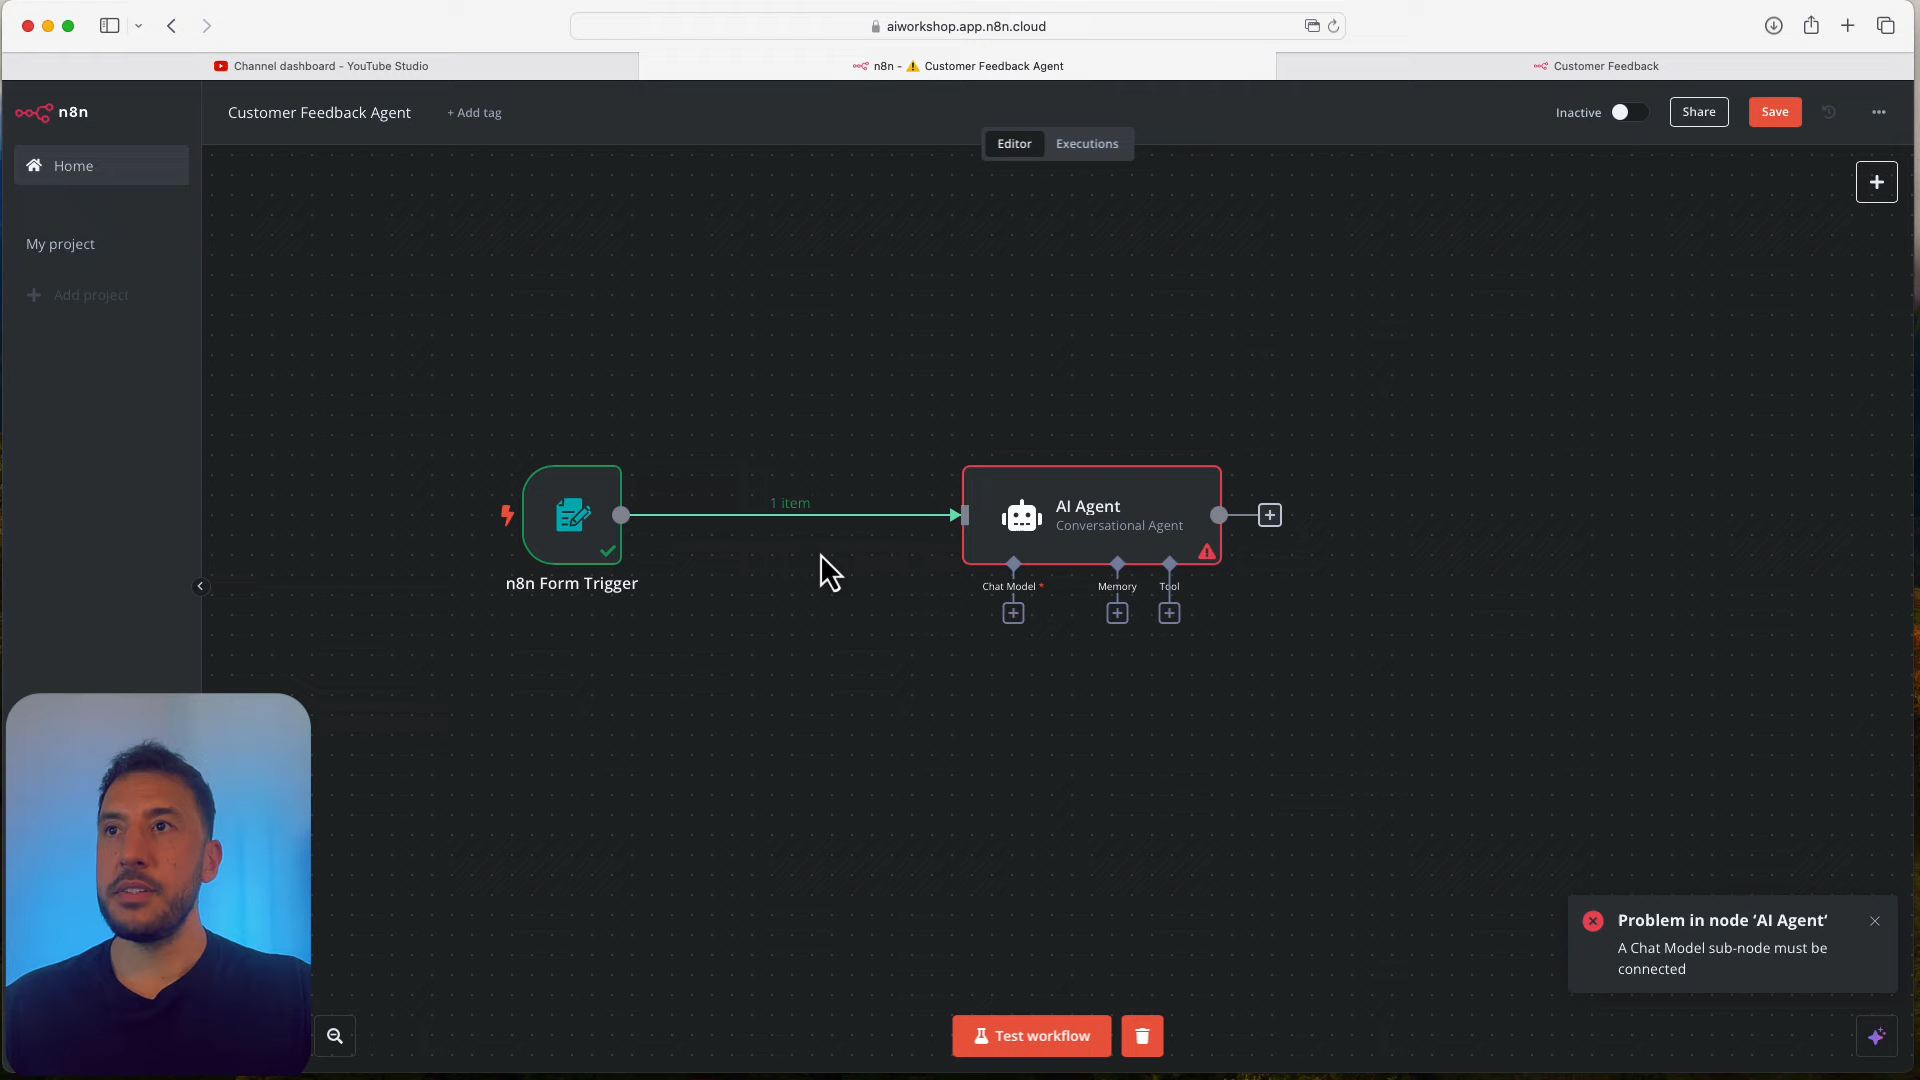 aiworkshop.app.n8n.cloud
Channel dashboard - YouTube Studio
n8n - ⚠️ Customer Feedback Agent
Customer Feedback
n8n
Customer Feedback Agent
+ Add tag
Inactive
Share
Save
Editor
Executions
Home
My project
Add project
1 item
AI Agent
Conversational Agent
n8n Form Trigger
Chat Model *
Memory
Tool
Problem in node ‘AI Agent‘
A Chat Model sub-node must be
connected
Test workflow